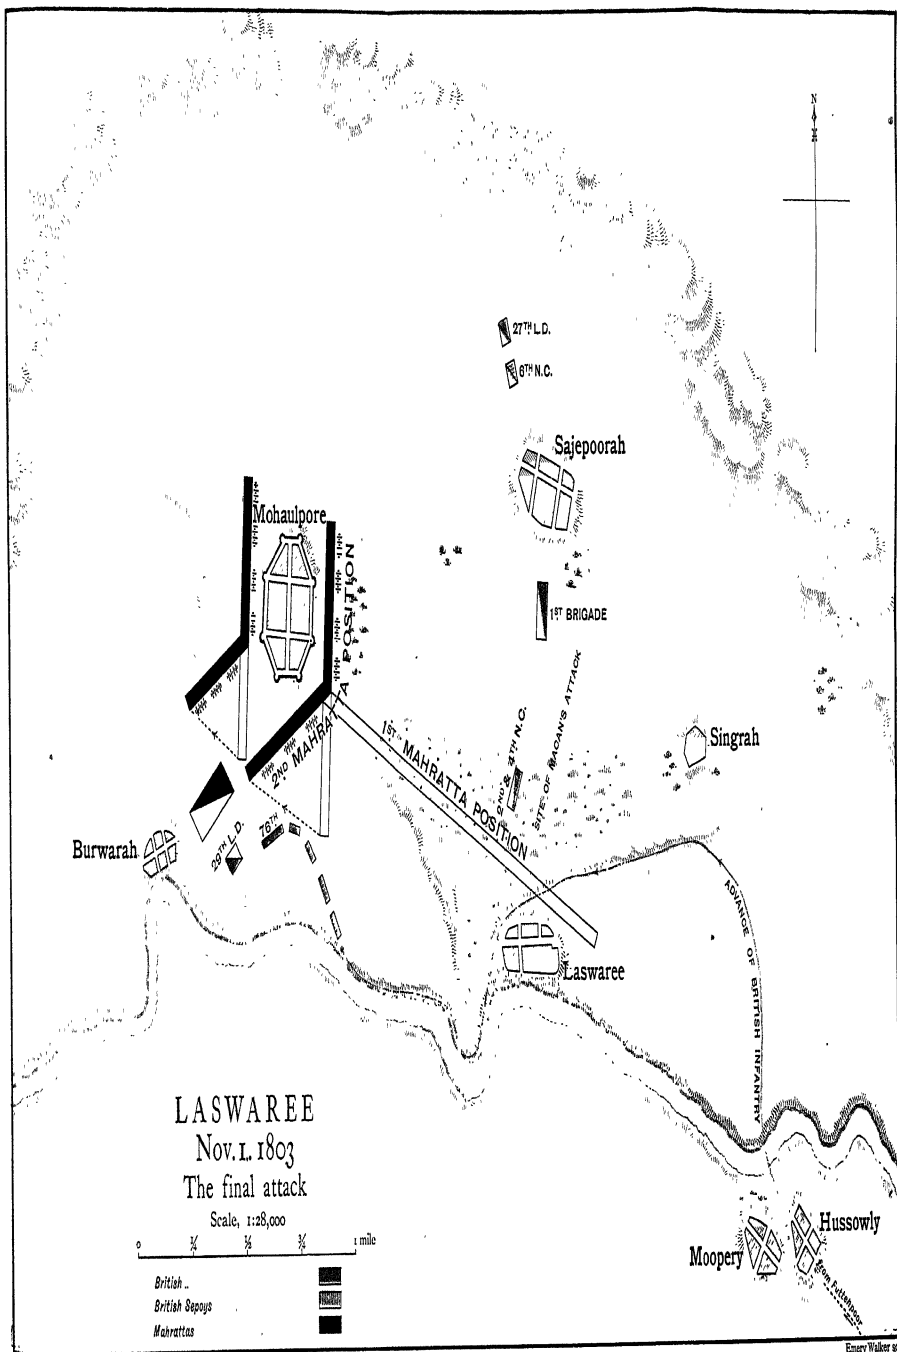 N
27TH L.D.
6TH N.C.
Sajepoorah
Mohaulpore
1ST BRIGADE
2ND MAHRATTA POSITION
1ST MAHRATTA POSITION
2ND & 4TH N.C.
SITE OF MACAN'S ATTACK
Singrah
76TH
29TH L.D.
Burwarah
Laswaree
ADVANCE OF BRITISH INFANTRY
LASWAREE
Nov. 1. 1803
The final attack
Scale, 1:28,000
0 ¼ ½ ¾ 1 mile
British ..
British Sepoys
Mahrattas
Moopery
Hussowly
from Futtehpoor
Emery Walker